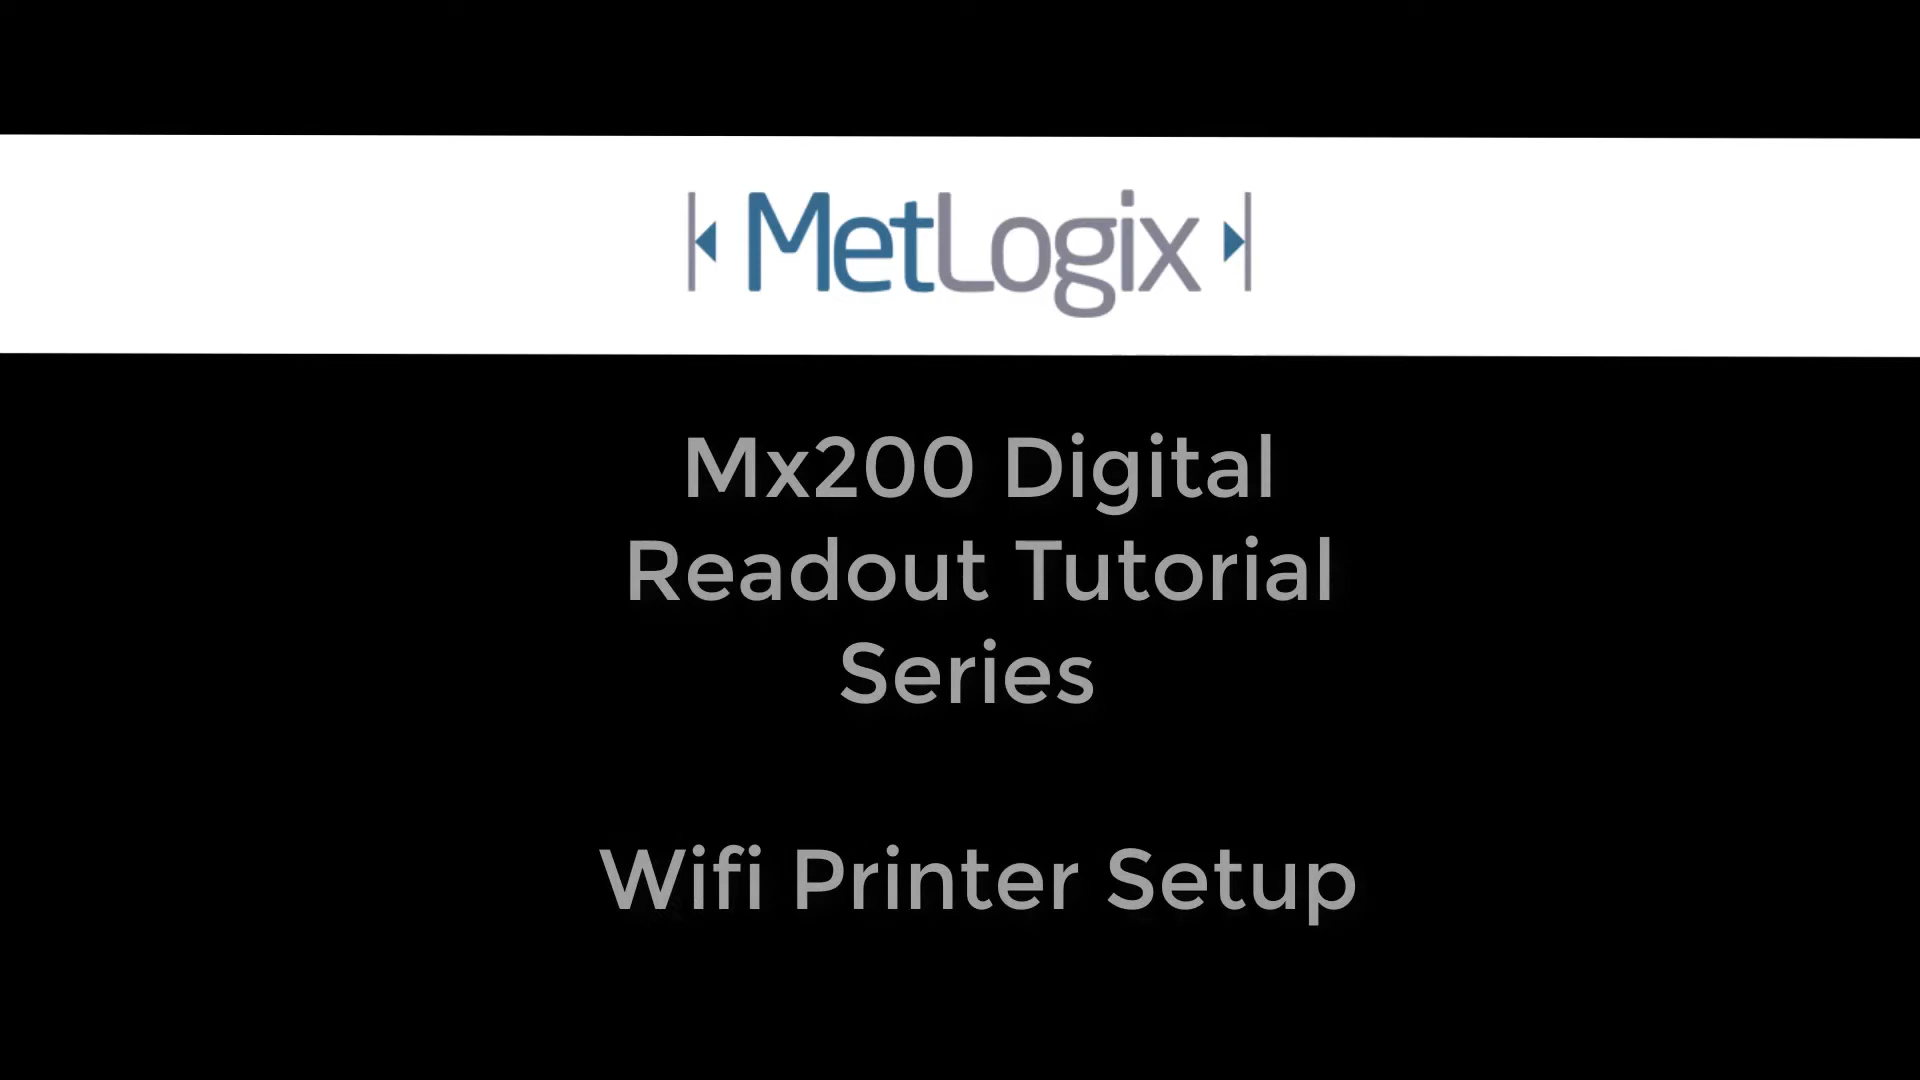 MetLogix
Mx200 Digital
Readout Tutorial
Series
Wifi Printer Setup